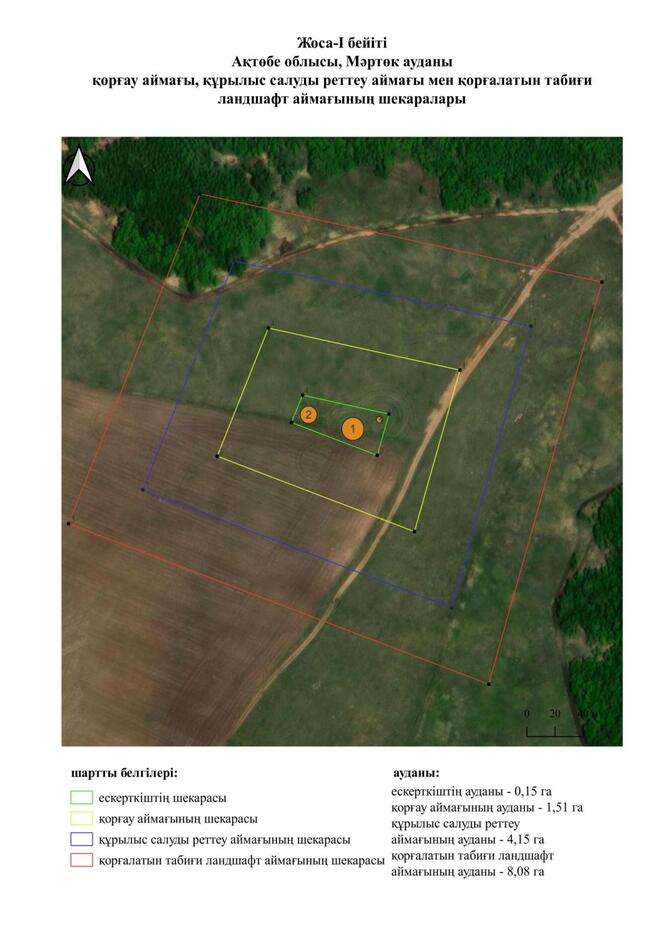 Жоса-I бейіті
Ақтөбе облысы, Мәртөк ауданы
қорғау аймағы, құрылыс салуды реттеу аймағы мен қорғалатын табиғи
ландшафт аймағының шекаралары
2
1
0 20
шартты белгілері:
ескерткіштің шекарасы
қорғау аймағының шекарасы
құрылыс салуды реттеу аймағының шекарасы
қорғалатын табиғи ландшафт аймағының шекарасы
ауданы:
ескерткіштің ауданы - 0,15 га
қорғау аймағының ауданы - 1,51 га
құрылыс салуды реттеу
аймағының ауданы - 4,15 га
қорғалатын табиғи ландшафт
аймағының ауданы - 8,08 га